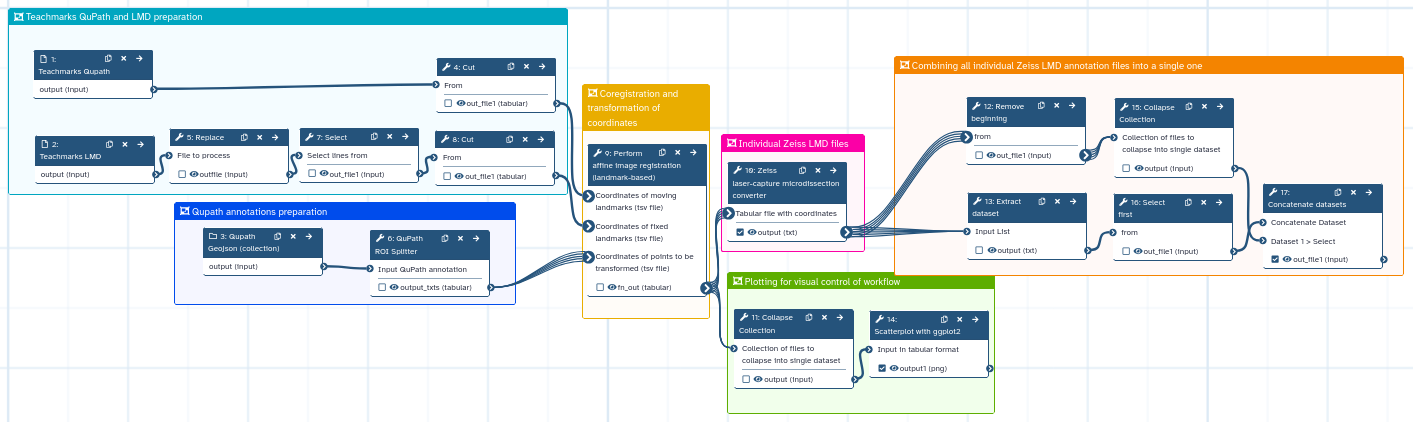 Teachmarks QuPath and LMD preparation
1:
Teachmarks Qupath
output (input)
4: Cut
From
out_file1 (tabular)
2:
Teachmarks LMD
output (input)
5: Replace
File to process
outfile (input)
7: Select
Select lines from
out_file1 (input)
8: Cut
From
out_file1 (tabular)
Qupath annotations preparation
3: Qupath
Geojson (collection)
output (input)
6: QuPath
ROI Splitter
Input QuPath annotation
output_txts (tabular)
Coregistration and
transformation of
coordinates
9: Perform
affine image registration
(landmark-based)
Coordinates of moving
landmarks (tsv file)
Coordinates of fixed
landmarks (tsv file)
Coordinates of points to be
transformed (tsv file)
fn_out (tabular)
Individual Zeiss LMD files
10: Zeiss
laser-capture microdissection
converter
Tabular file with coordinates
output (txt)
Plotting for visual control of workflow
11: Collapse
Collection
Collection of files to
collapse into single dataset
output (input)
14:
Scatterplot with ggplot2
Input in tabular format
output1 (png)
Combining all individual Zeiss LMD annotation files into a single one
12: Remove
beginning
from
out_file1 (input)
15: Collapse
Collection
Collection of files to
collapse into single dataset
output (input)
13: Extract
dataset
Input List
output (txt)
16: Select
first
from
out_file1 (input)
17:
Concatenate datasets
Concatenate Dataset
Dataset 1 > Select
out_file1 (input)